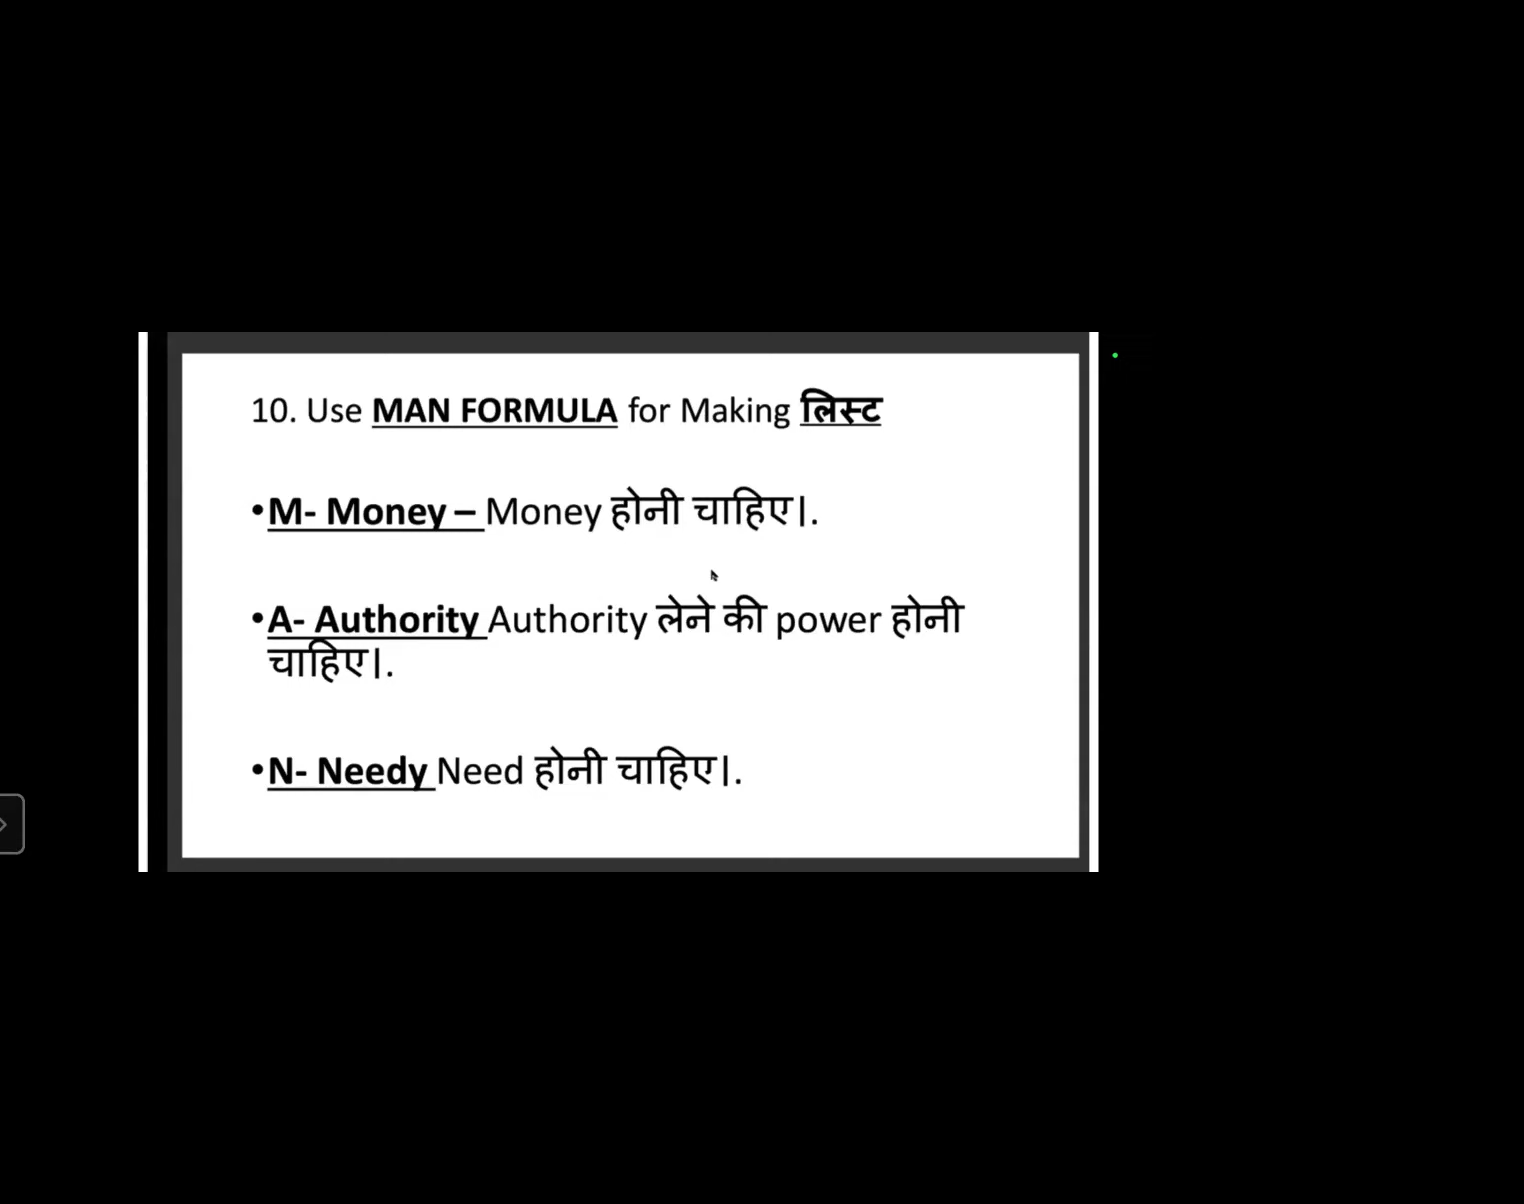 10. Use MAN FORMULA for Making लिस्ट
•M- Money – Money होनी चाहिए|.
•A- Authority Authority लेने की power होनी
चाहिए|.
•N- Needy Need होनी चाहिए|.